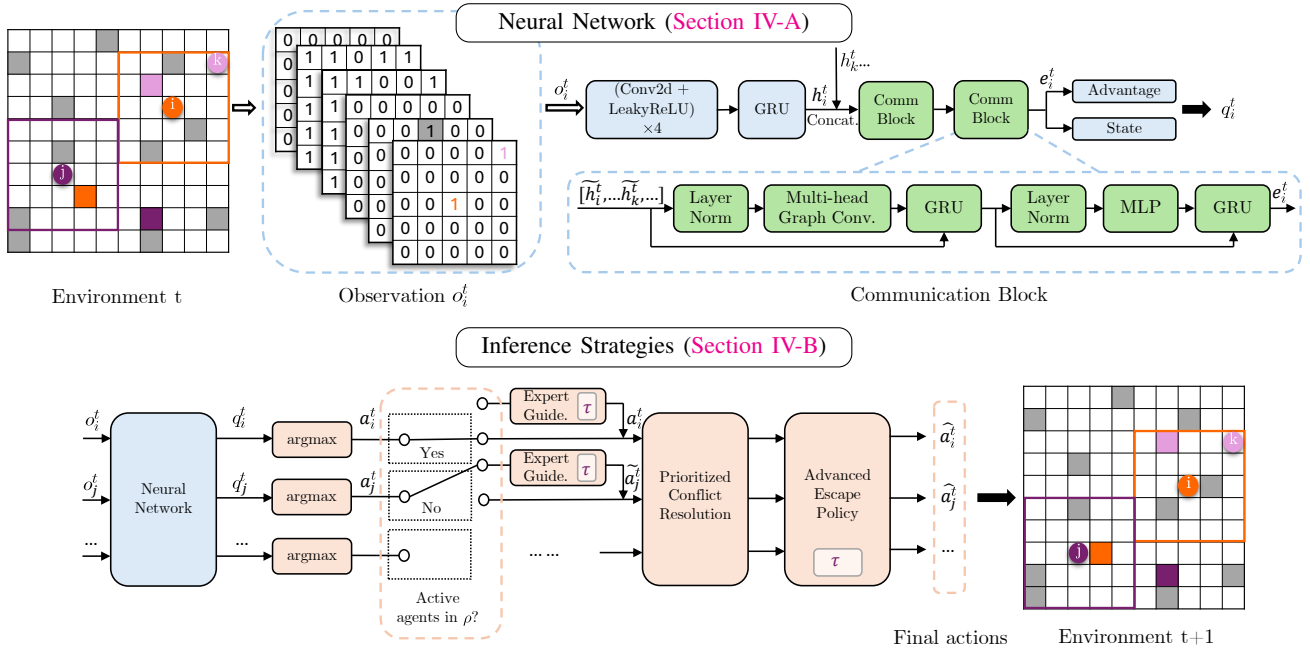 Neural Network (Section IV-A)
k
i
j
0 0 0 0 0
0 1 1 0 1 1
0 1 1 1 0 0 1
0 1 1 0 0 0 0 0
0 1 1 0 0 0 1 0 0
1 1 0 0 0 0 0 0 1
1 0 0 0 0 0 0 0
0 0 0 0 1 0 0
0 0 0 0 0 0
0 0 0 0 0
o_i^t
(Conv2d +
LeakyReLU)
×4
GRU
h_k^t...
h_i^t
Concat.
Comm
Block
Comm
Block
e_i^t
Advantage
State
q_i^t
[h̃_i^t,...h̃_k^t,...]
Layer
Norm
Multi-head
Graph Conv.
GRU
Layer
Norm
MLP
GRU
e_i^t
Environment t
Observation o_i^t
Communication Block
Inference Strategies (Section IV-B)
o_i^t
o_j^t
...
Neural
Network
q_i^t
q_j^t
...
argmax
argmax
argmax
a_i^t
a_j^t
Yes
No
Active
agents in ρ?
Expert
Guide.
τ
a_i^t
Expert
Guide.
τ
ã_j^t
... ...
Prioritized
Conflict
Resolution
Advanced
Escape
Policy
τ
â_i^t
â_j^t
...
Final actions
k
i
j
Environment t+1